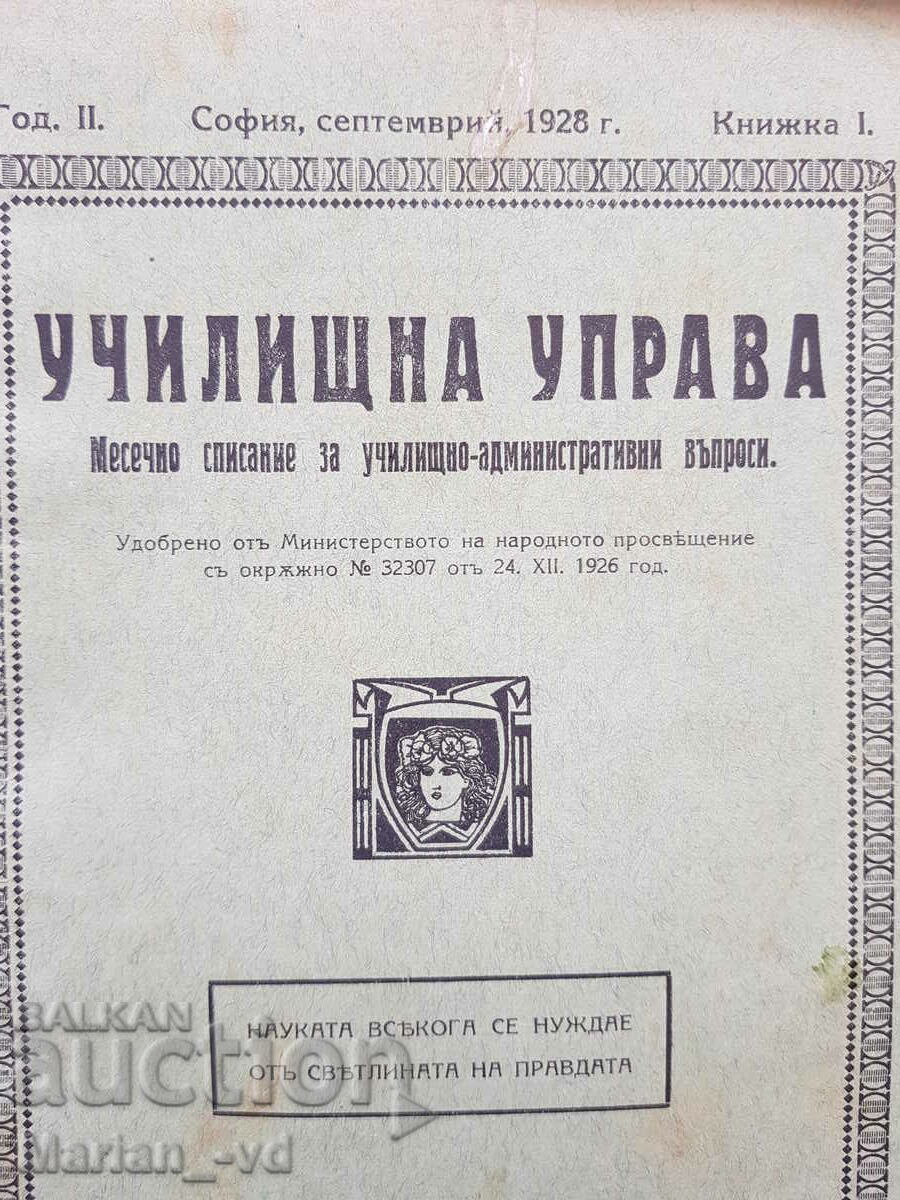 Год. II. София, септемврий, 1928 г. Книжка I.
УЧИЛИЩНА УПРАВА
Месечно списание за училищно-административни въпроси.
Удобрено отъ Министерството на народното просвѣщение
съ окрѫжно № 32307 отъ 24. XII. 1926 год.
НАУКАТА ВСѢКОГА СЕ НУЖДАЕ
ОТЪ СВѢТЛИНАТА НА ПРАВДАТА
BALKAN
auction
Marian_-vd